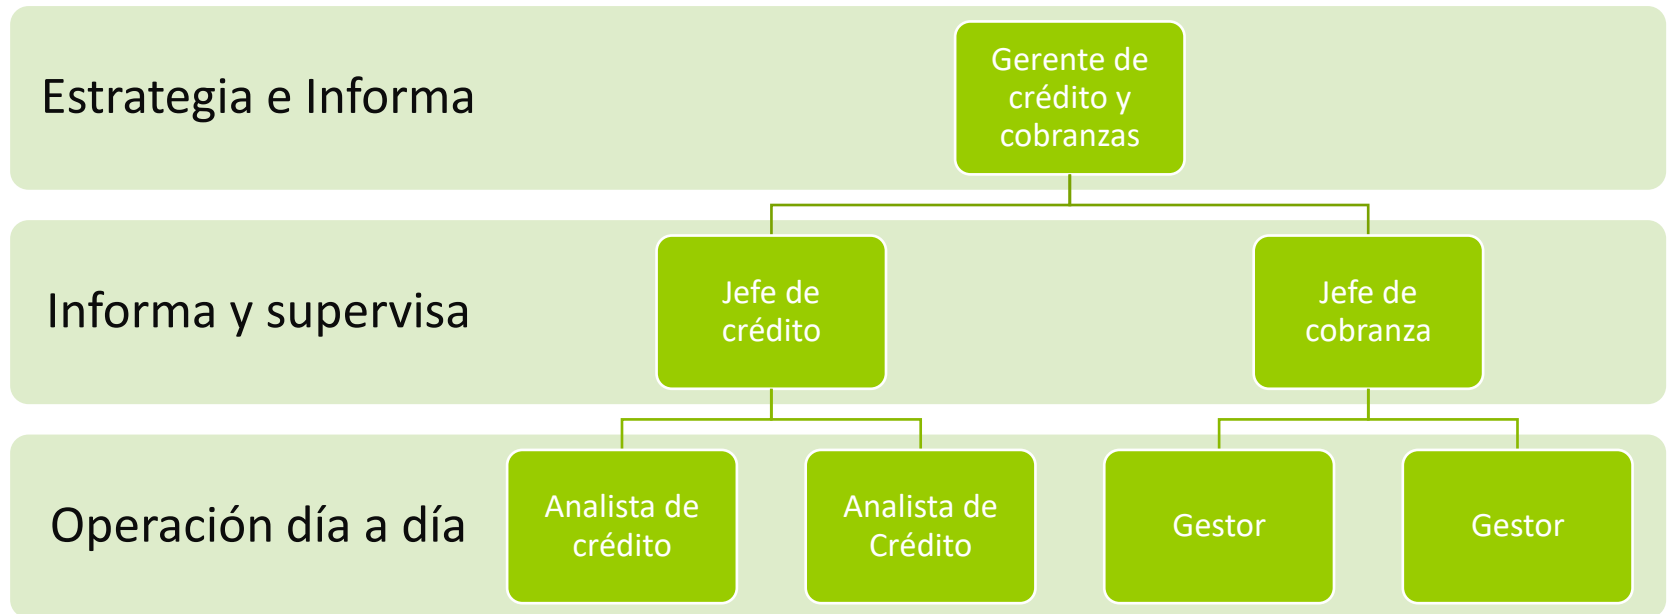 Estrategia e Informa
Gerente de
crédito y
cobranzas
Informa y supervisa
Jefe de
crédito
Jefe de
cobranza
Operación día a día
Analista de
crédito
Analista de
Crédito
Gestor
Gestor